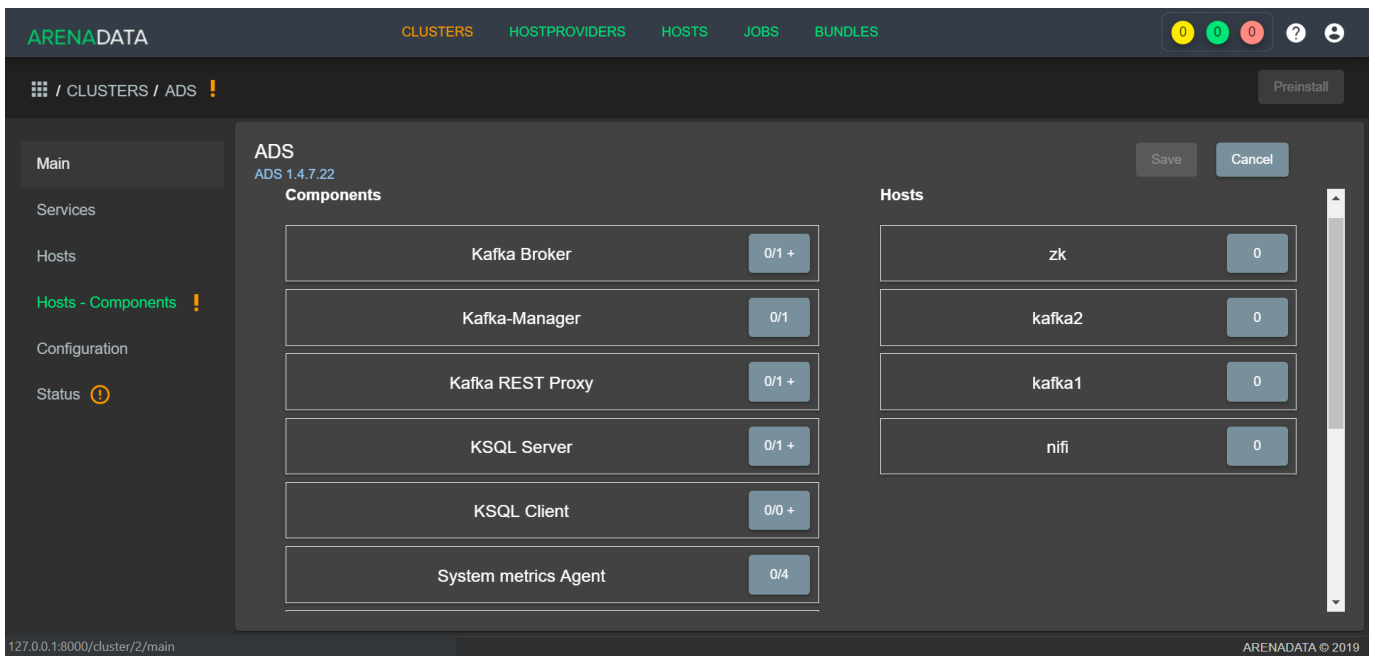 ARENADATA
CLUSTERS HOSTPROVIDERS HOSTS JOBS BUNDLES
0 0 0 ?
/ CLUSTERS / ADS !
Preinstall
Main
Services
Hosts
Hosts - Components !
Configuration
Status !
ADS
ADS 1.4.7.22
Save Cancel
Components
Kafka Broker 0/1 +
Kafka-Manager 0/1
Kafka REST Proxy 0/1 +
KSQL Server 0/1 +
KSQL Client 0/0 +
System metrics Agent 0/4
Hosts
zk 0
kafka2 0
kafka1 0
nifi 0
127.0.0.1:8000/cluster/2/main
ARENADATA © 2019